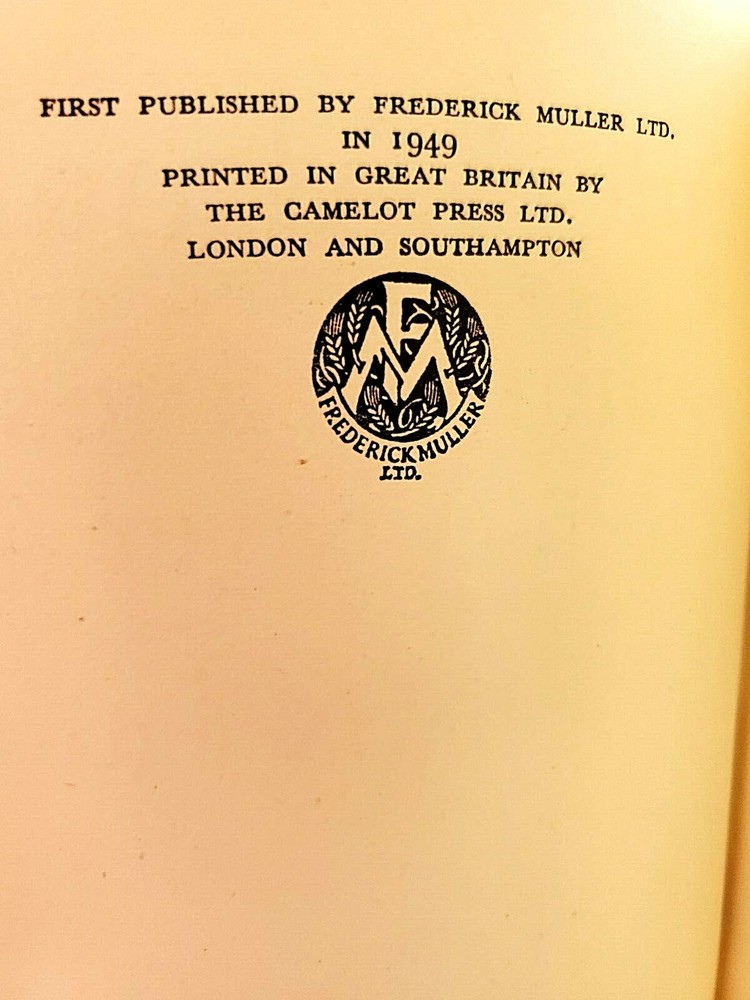 FIRST PUBLISHED BY FREDERICK MULLER LTD.
IN 1949
PRINTED IN GREAT BRITAIN BY
THE CAMELOT PRESS LTD.
LONDON AND SOUTHAMPTON
FM
FREDERICK MULLER
LTD.